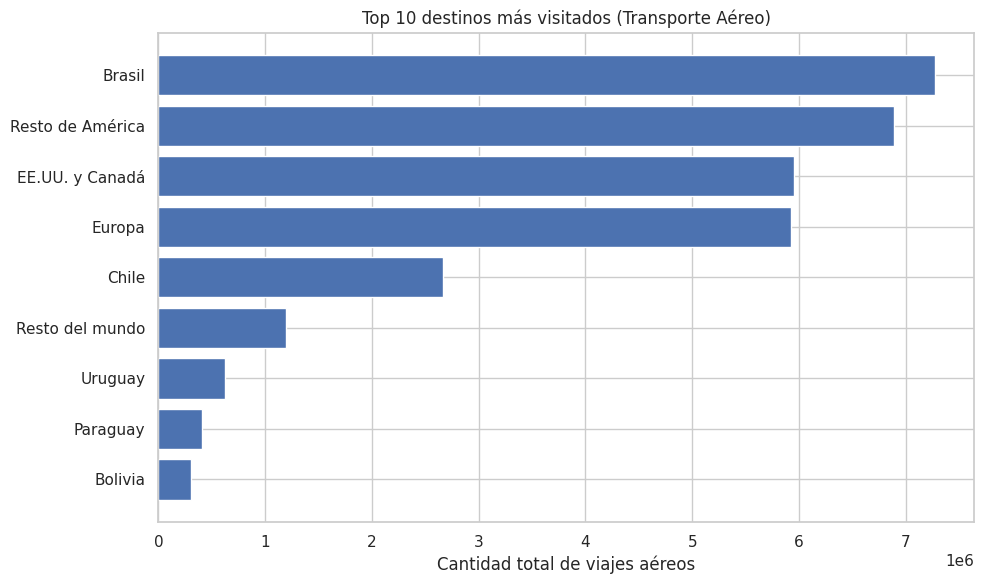 Top 10 destinos más visitados (Transporte Aéreo)
Brasil
Resto de América
EE.UU. y Canadá
Europa
Chile
Resto del mundo
Uruguay
Paraguay
Bolivia
0 1 2 3 4 5 6 7
1e6
Cantidad total de viajes aéreos